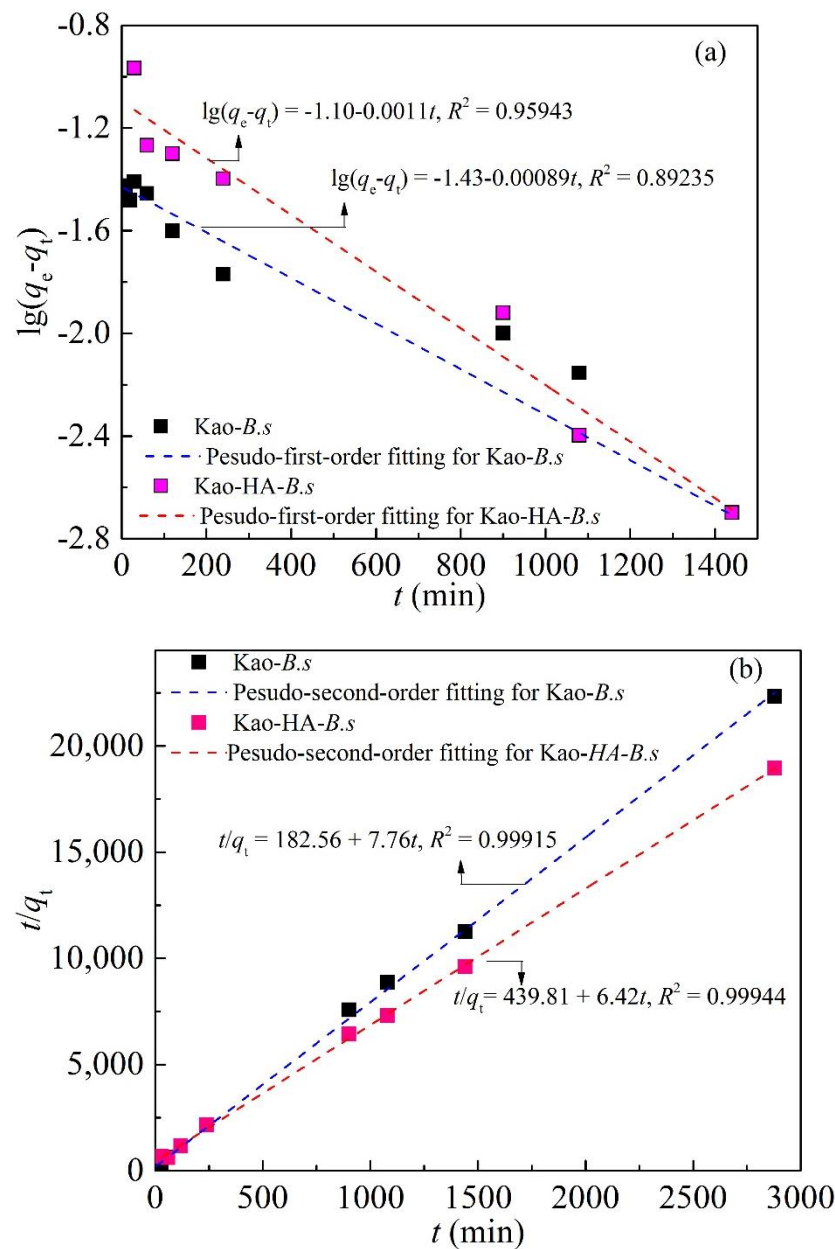 (a)
lg(qe-qt) = -1.10-0.0011t, R2 = 0.95943
lg(qe-qt) = -1.43-0.00089t, R2 = 0.89235
lg(qe-qt)
-0.8
-1.2
-1.6
-2.0
-2.4
-2.8
Kao-B.s
Pesudo-first-order fitting for Kao-B.s
Kao-HA-B.s
Pesudo-first-order fitting for Kao-HA-B.s
0 200 400 600 800 1000 1200 1400
t (min)
(b)
Kao-B.s
Pesudo-second-order fitting for Kao-B.s
Kao-HA-B.s
Pesudo-second-order fitting for Kao-HA-B.s
t/qt = 182.56 + 7.76t, R2 = 0.99915
t/qt= 439.81 + 6.42t, R2 = 0.99944
t/qt
20,000
15,000
10,000
5,000
0
0 500 1000 1500 2000 2500 3000
t (min)